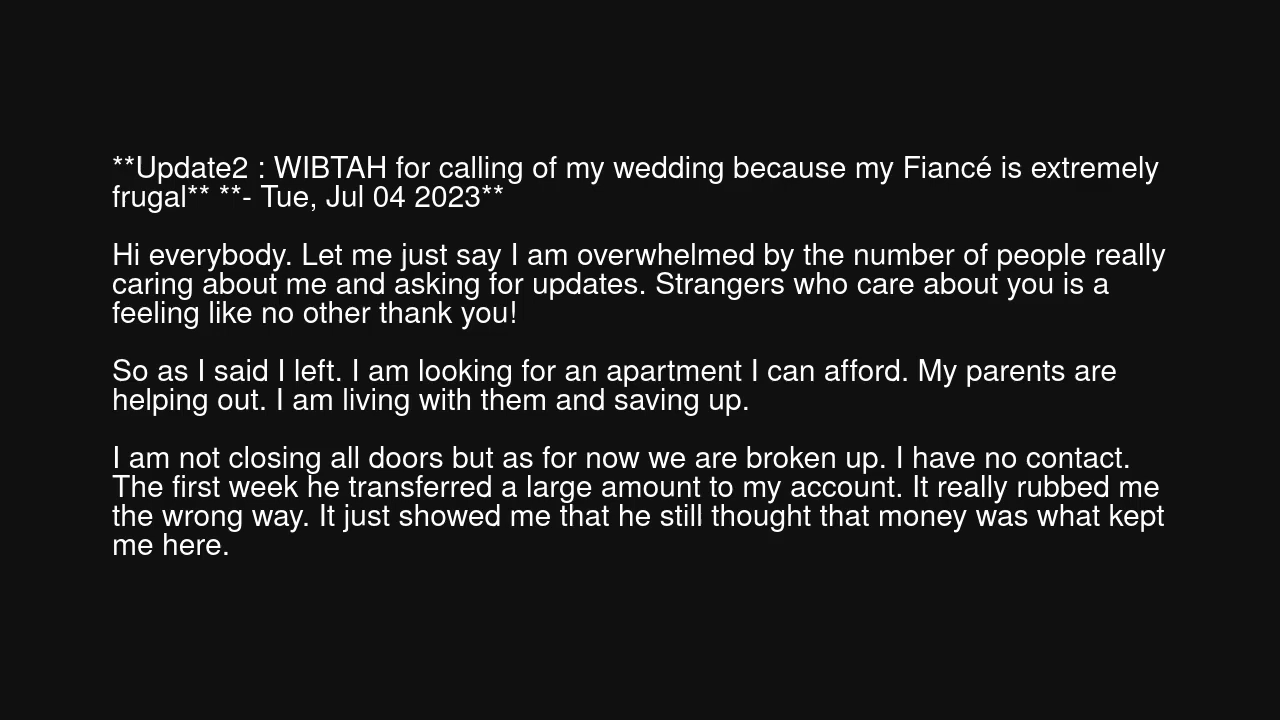 **Update2 : WIBTAH for calling of my wedding because my Fiancé is extremely
frugal** **- Tue, Jul 04 2023**
Hi everybody. Let me just say I am overwhelmed by the number of people really
caring about me and asking for updates. Strangers who care about you is a
feeling like no other thank you!
So as I said I left. I am looking for an apartment I can afford. My parents are
helping out. I am living with them and saving up.
I am not closing all doors but as for now we are broken up. I have no contact.
The first week he transferred a large amount to my account. It really rubbed me
the wrong way. It just showed me that he still thought that money was what kept
me here.